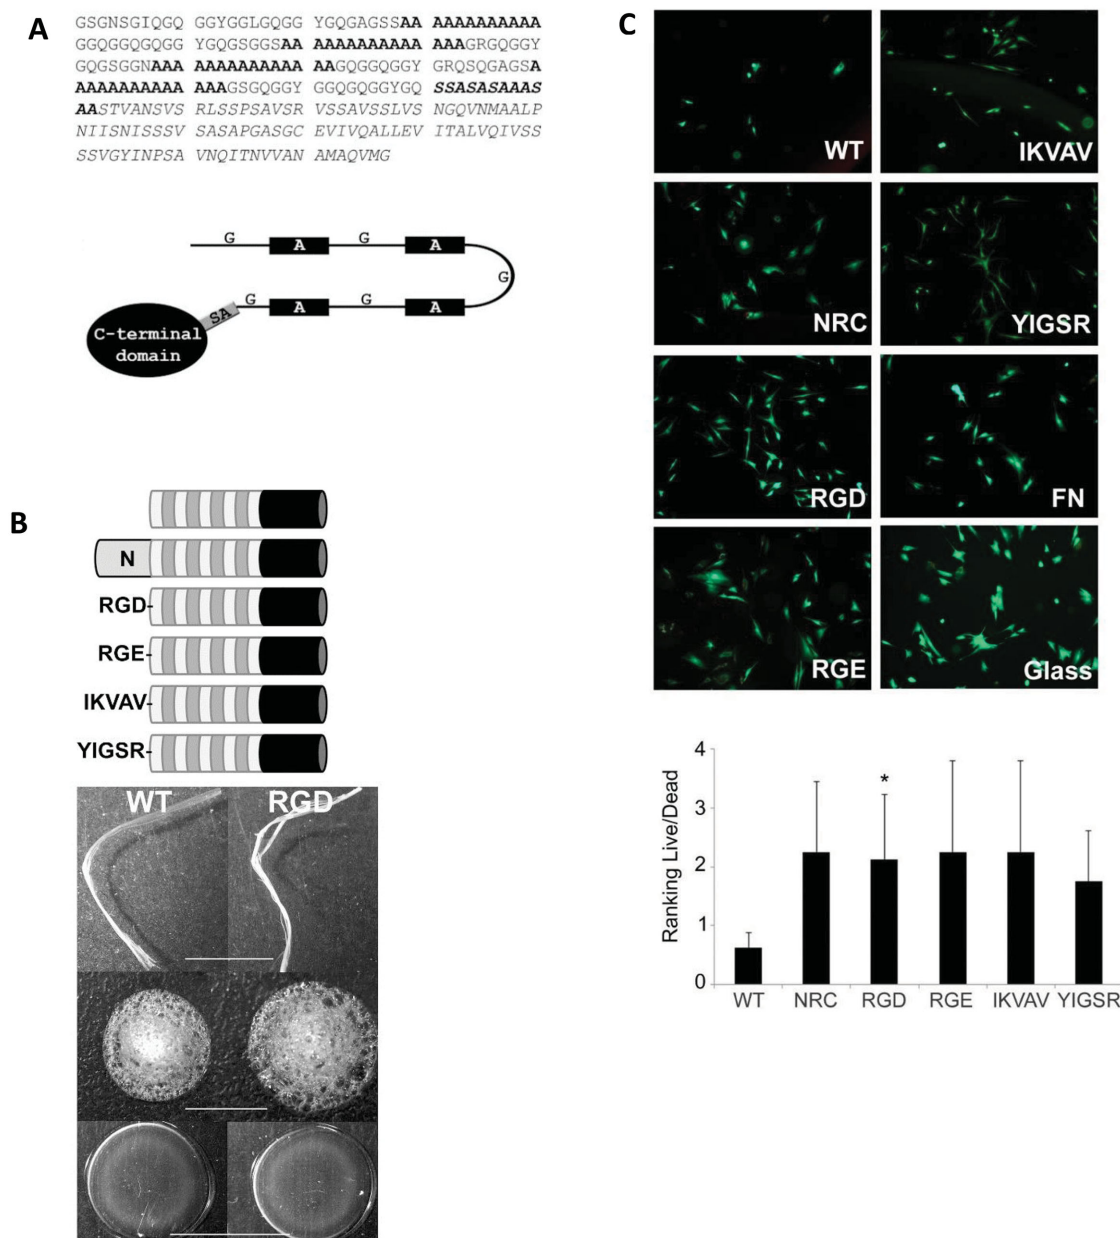 A
GSGNSGIQGQ GGYGGLGQGG YGQGAGSSAA AAAAAAAAAA
GGQGGQGQGG YGQGSGGSAA AAAAAAAAAA AAAGRGQGGY
GQGSGGNAAA AAAAAAAAAA AAGQGGQGGY GRQSQGAGSA
AAAAAAAAAA AAAGSGQGGY GGQGQGGYGQ SSASASAAAS
AASTVANSVS RLSSPSAVSR VSSAVSSLVS NGQVNMAALP
NIISNISSSV SASAPGASGC EVIVQALLEV ITALVQIVSS
SSVGYINPSA VNQITNVVAN AMAQVMG
G A G A
G
G A G A
SA
C-terminal
domain
B
N
RGD-
RGE-
IKVAV-
YIGSR-
WT RGD
C
WT IKVAV
NRC YIGSR
RGD FN
RGE Glass
Ranking Live/Dead
4
3
2
1
0
*
WT NRC RGD RGE IKVAV YIGSR